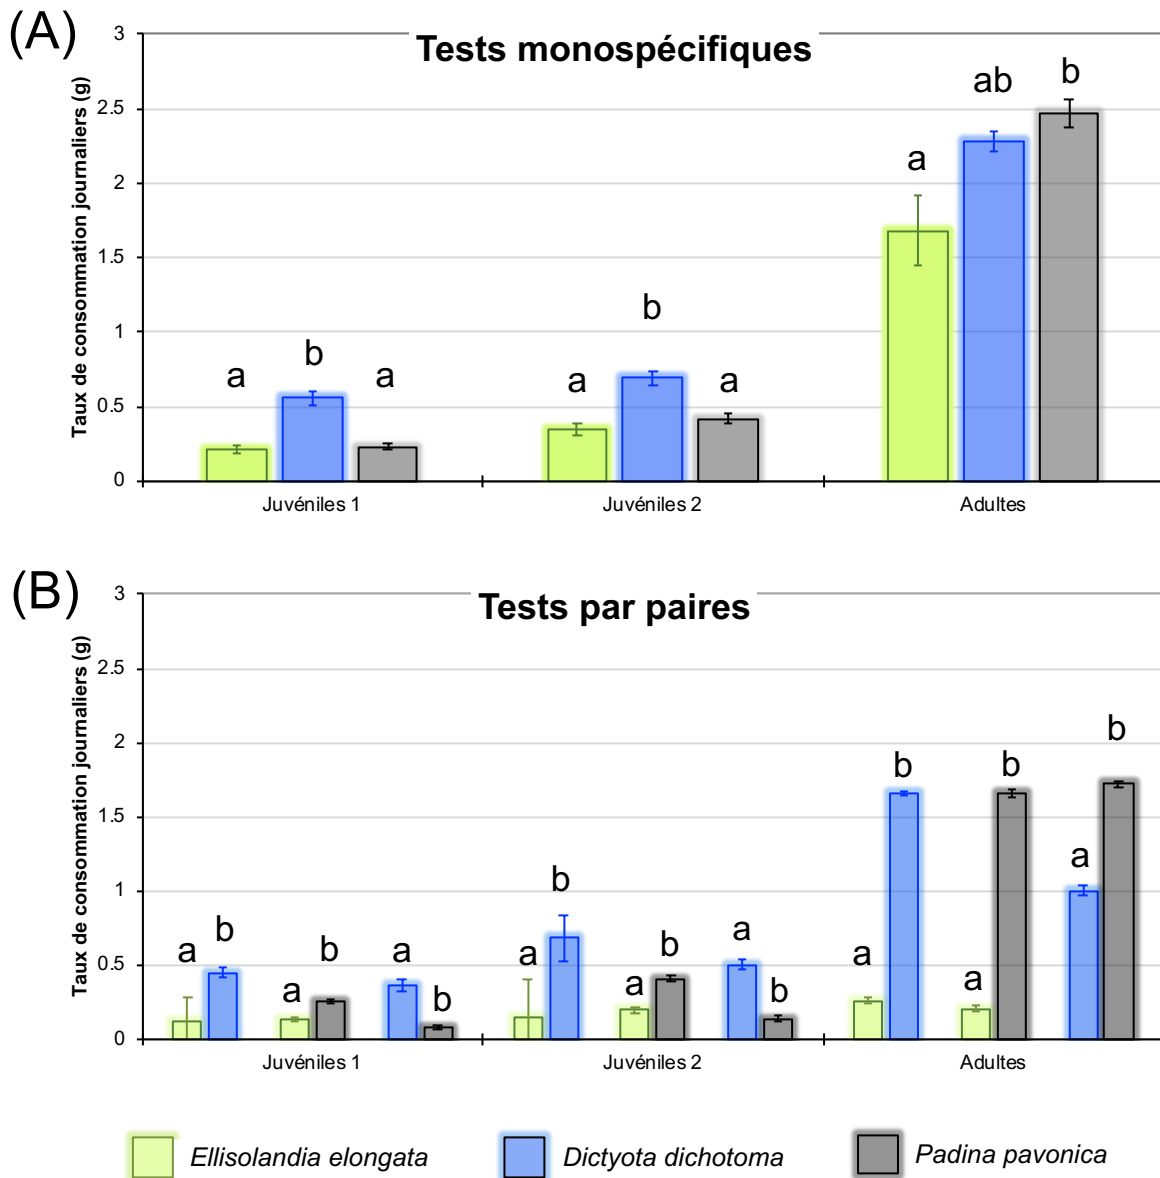 (A)
Tests monospécifiques
Taux de consommation journaliers (g)
3
2.5
2
1.5
1
0.5
0
a b a
a b a
a ab b
Juvéniles 1 Juvéniles 2 Adultes
(B)
Tests par paires
Taux de consommation journaliers (g)
3
2.5
2
1.5
1
0.5
0
a b a b a b
a b a b a b
a b a b a b
Juvéniles 1 Juvéniles 2 Adultes
Ellisolandia elongata Dictyota dichotoma Padina pavonica